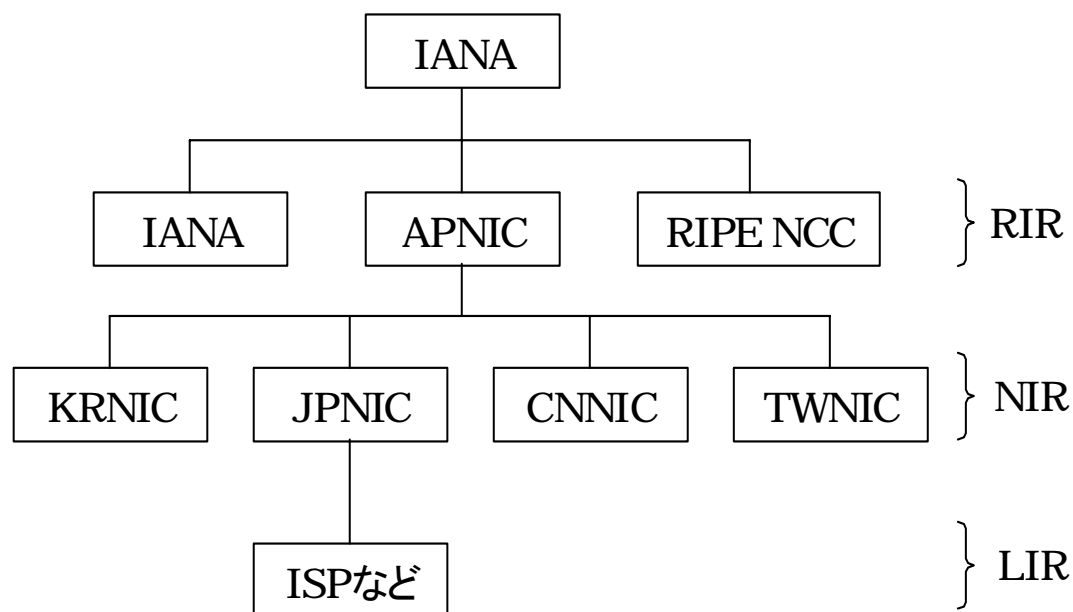 IANA
IANA
APNIC
RIPE NCC
RIR
KRNIC
JPNIC
CNNIC
TWNIC
NIR
ISPなど
LIR